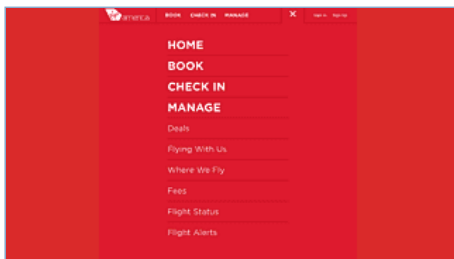 america BOOK CHECK IN MANAGE Sign In Sign Up
HOME
BOOK
CHECK IN
MANAGE
Deals
Flying With Us
Where We Fly
Fees
Flight Status
Flight Alerts